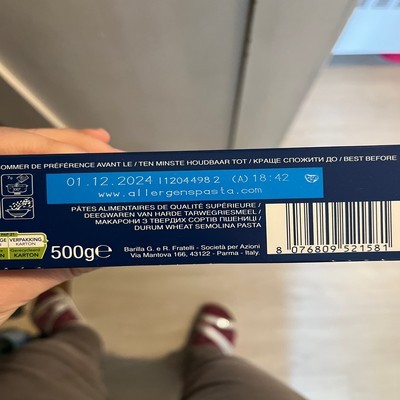 OMMER DE PRÉFÉRENCE AVANT LE / TEN MINSTE HOUDBAAR TOT / КРАЩЕ СПОЖИТИ ДО / BEST BEFORE
01.12.2024 I1204498 2 (A) 18:42
www.allergenspasta.com
PÂTES ALIMENTAIRES DE QUALITÉ SUPÉRIEURE /
DEEGWAREN VAN HARDE TARWEGRIESMEEL /
МАКАРОНИ З ТВЕРДИХ СОРТІВ ПШЕНИЦІ /
DURUM WHEAT SEMOLINA PASTA
VERPAKKING
KARTON
KARTON
500g℮
Barilla G. e R. Fratelli - Società per Azioni
Via Mantova 166, 43122 - Parma - Italy
8 076809 521581